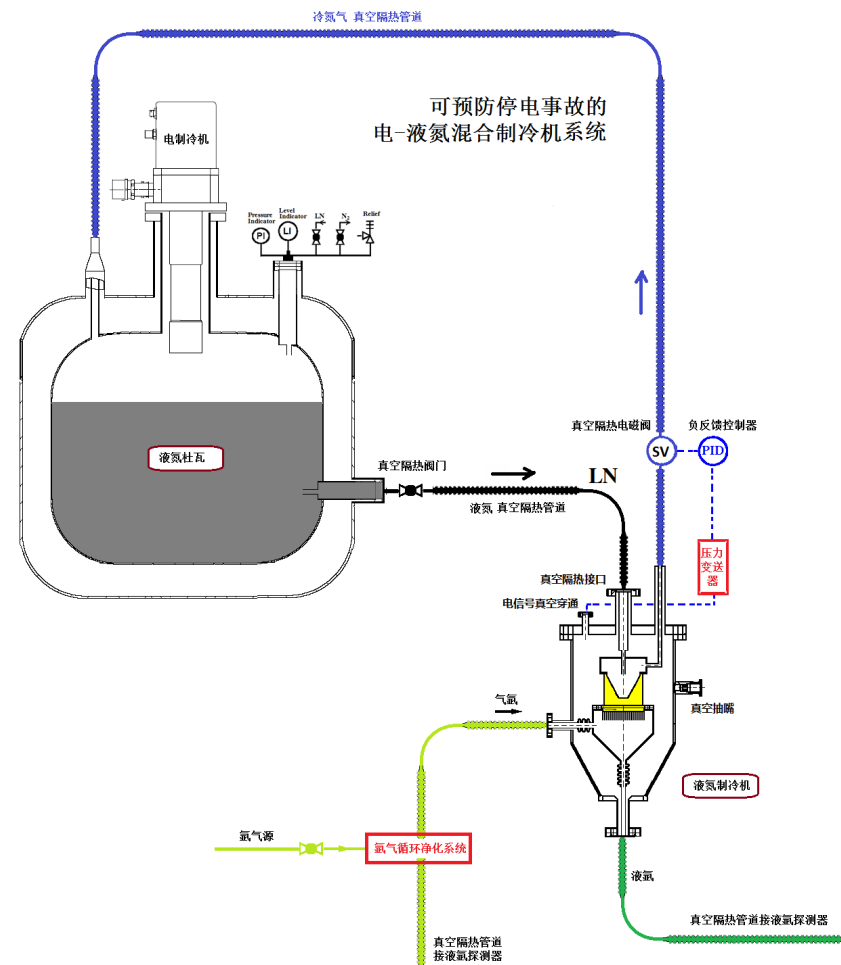 冷氮气 真空隔热管道
可预防停电事故的
电-液氮混合制冷机系统
电制冷机
Pressure
Indicator
Level
Indicator
LN
N2
Relief
PI
LI
真空隔热电磁阀
负反馈控制器
SV
PID
液氮杜瓦
真空隔热阀门
LN
液氮 真空隔热管道
压力
变送
器
真空隔热接口
电信号真空穿通
气氩
真空抽嘴
液氮制冷机
氩气源
氩气循环净化系统
液氩
真空隔热管道接液氩探测器
真空隔热管道
接液氩探测器